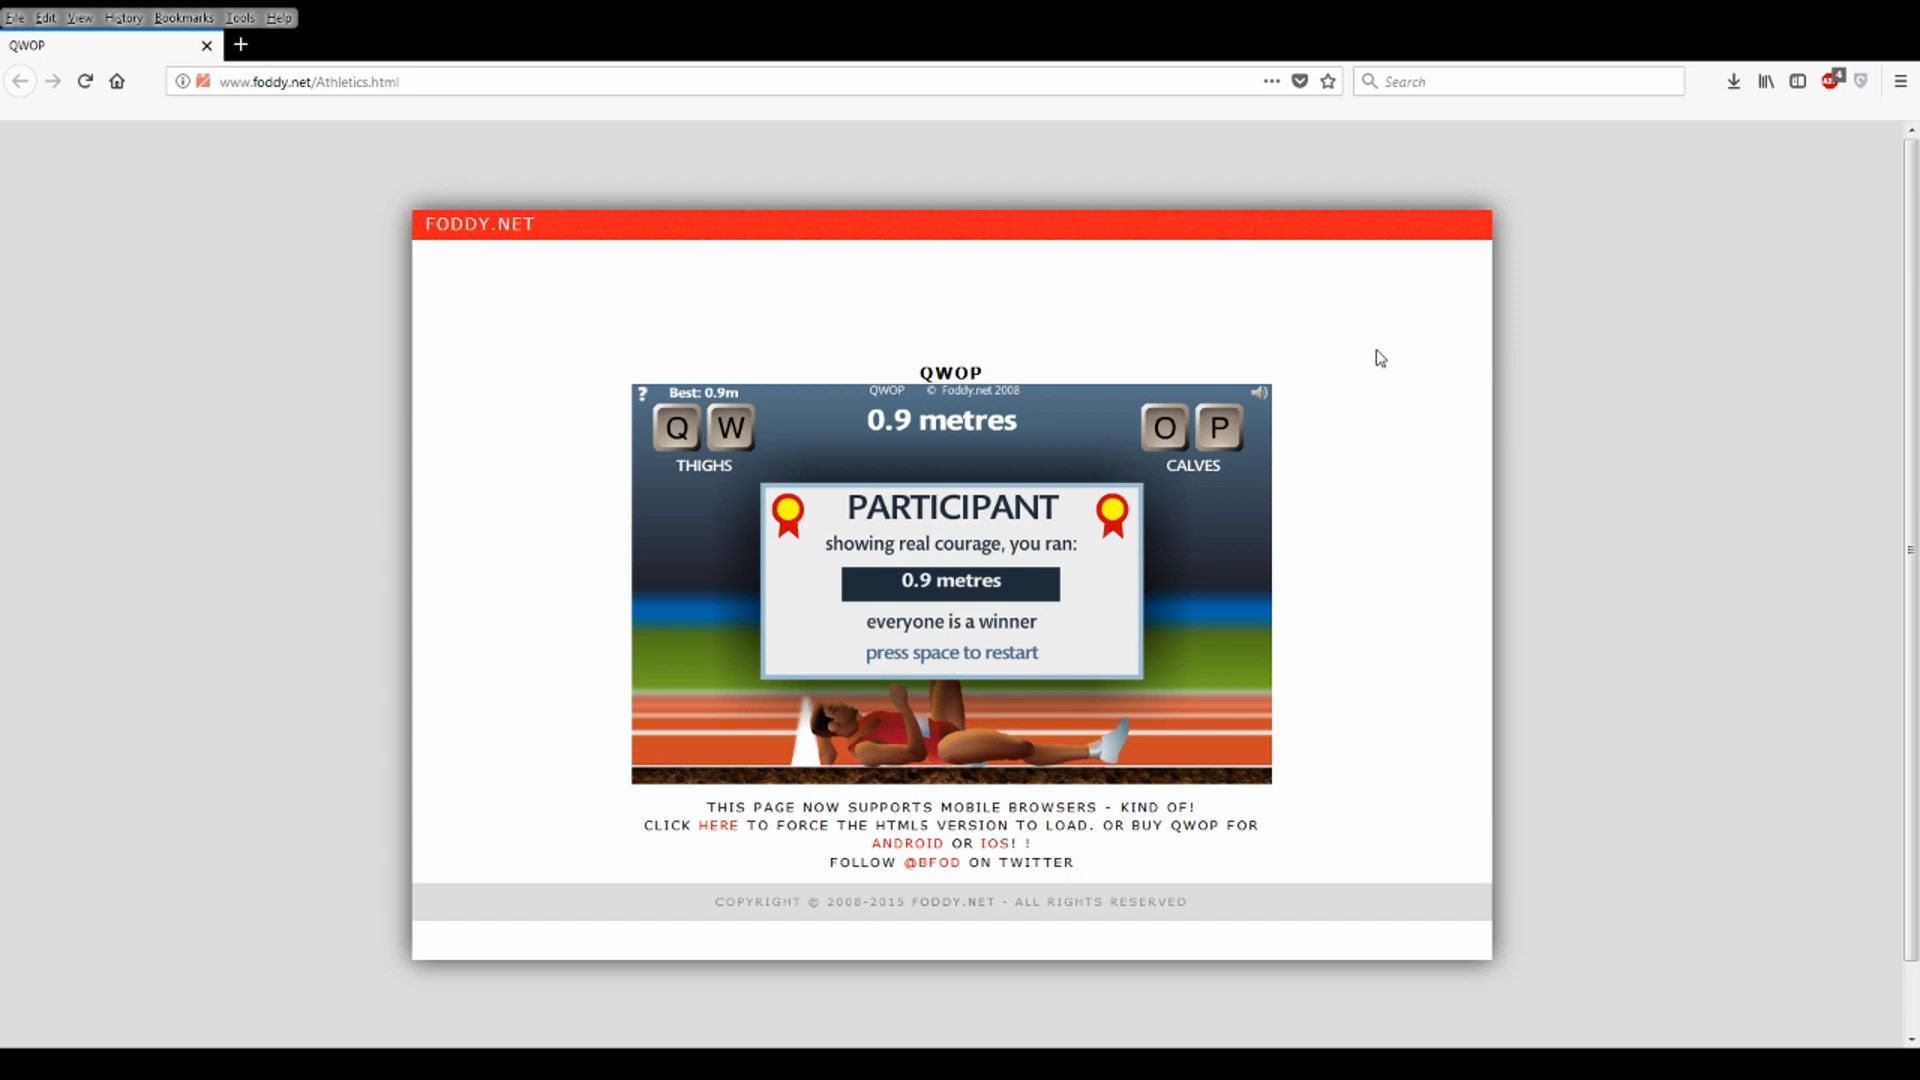 File Edit View History Bookmarks Tools Help
QWOP
www.foddy.net/Athletics.html
Search
4
FODDY.NET
QWOP
? Best: 0.9m QWOP © Foddy.net 2008
Q W 0.9 metres O P
THIGHS CALVES
PARTICIPANT
showing real courage, you ran:
0.9 metres
everyone is a winner
press space to restart
THIS PAGE NOW SUPPORTS MOBILE BROWSERS - KIND OF!
CLICK HERE TO FORCE THE HTML5 VERSION TO LOAD. OR BUY QWOP FOR
ANDROID OR IOS! !
FOLLOW @BFOD ON TWITTER
COPYRIGHT © 2008-2015 FODDY.NET - ALL RIGHTS RESERVED